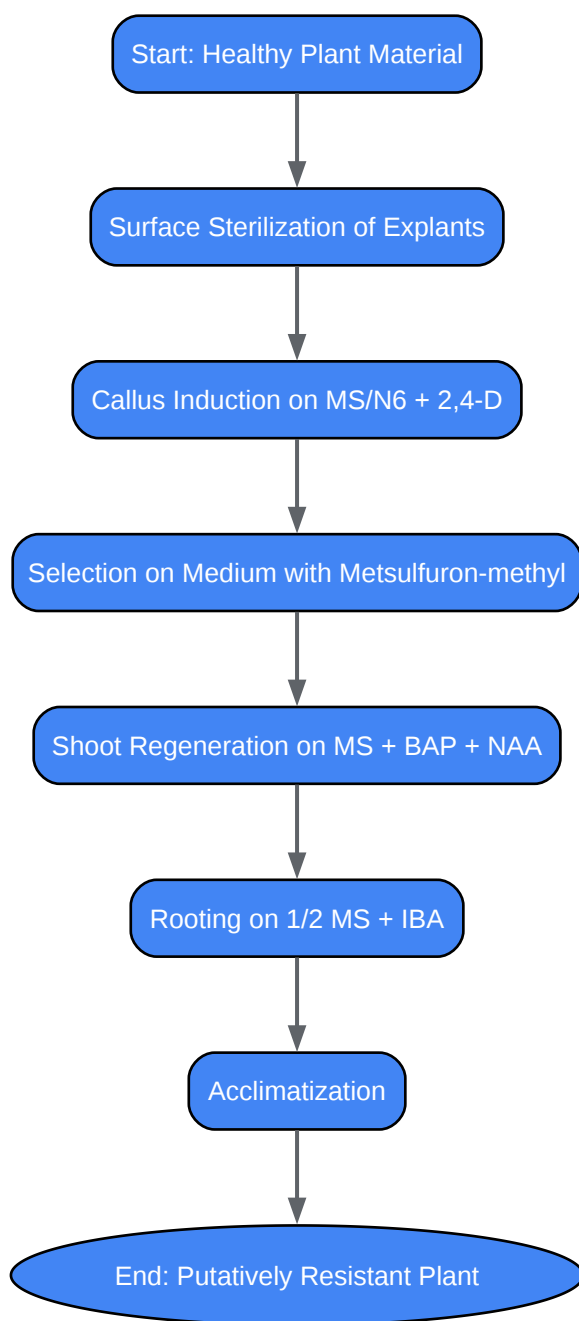 Start: Healthy Plant Material
Surface Sterilization of Explants
Callus Induction on MS/N6 + 2,4-D
Selection on Medium with Metsulfuron-methyl
Shoot Regeneration on MS + BAP + NAA
Rooting on 1/2 MS + IBA
Acclimatization
End: Putatively Resistant Plant